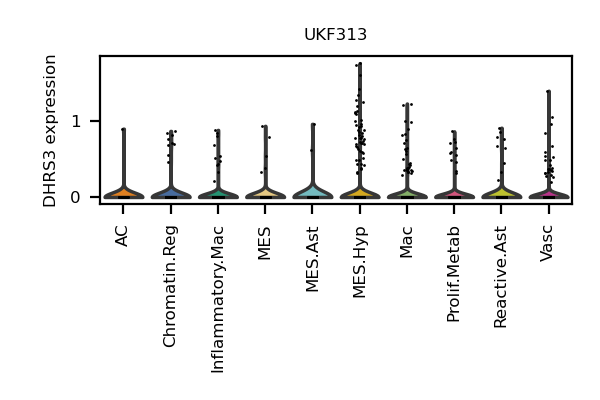 UKF313
DHRS3 expression
1
0
AC
Chromatin.Reg
Inflammatory.Mac
MES
MES.Ast
MES.Hyp
Mac
Prolif.Metab
Reactive.Ast
Vasc